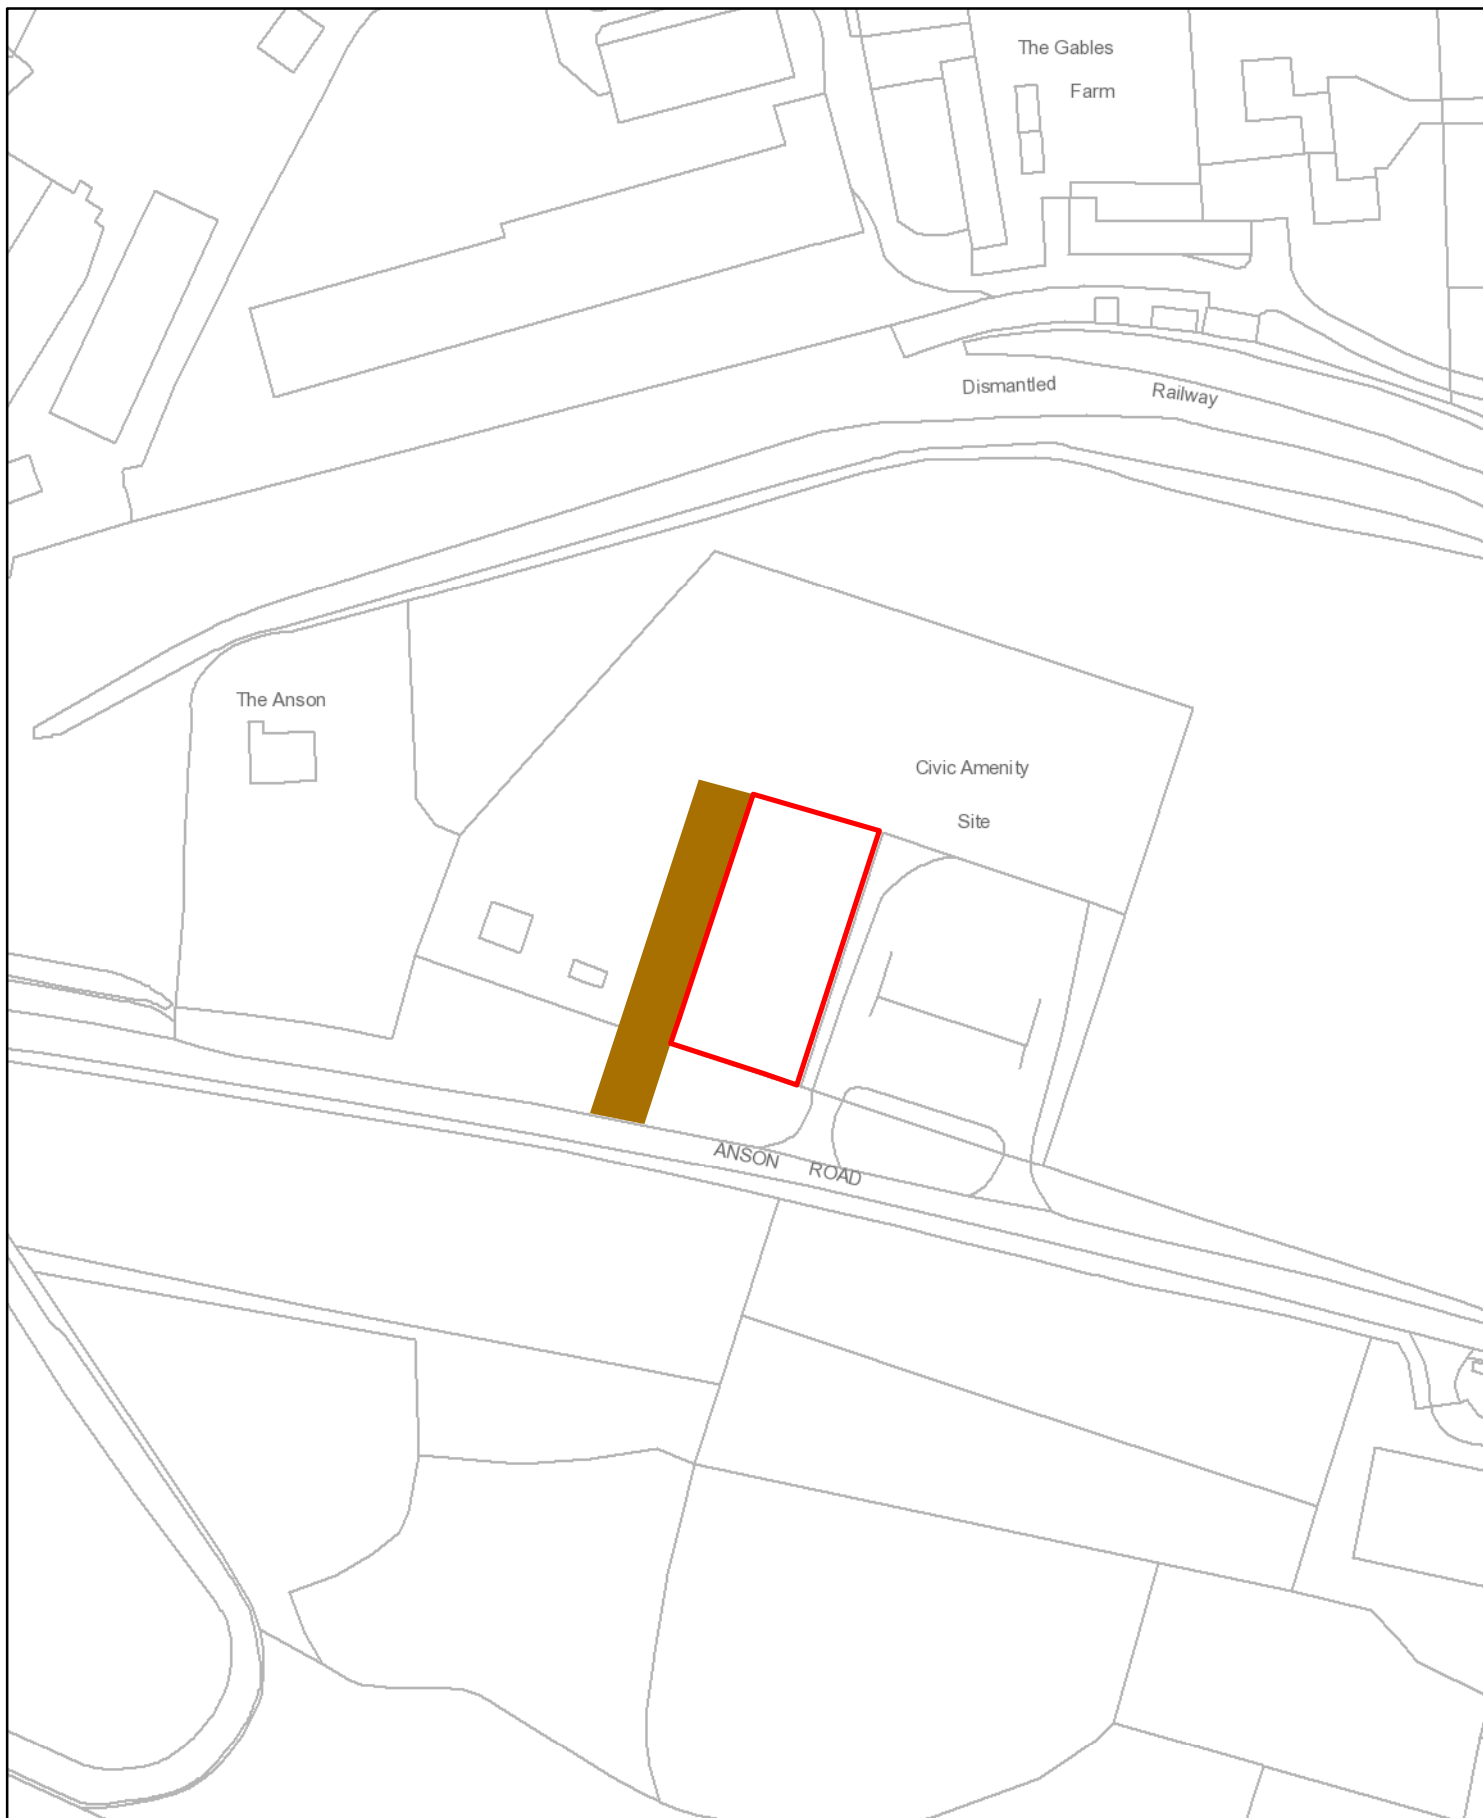 The Gables
Farm
Dismantled Railway
The Anson
Civic Amenity
Site
ANSON ROAD